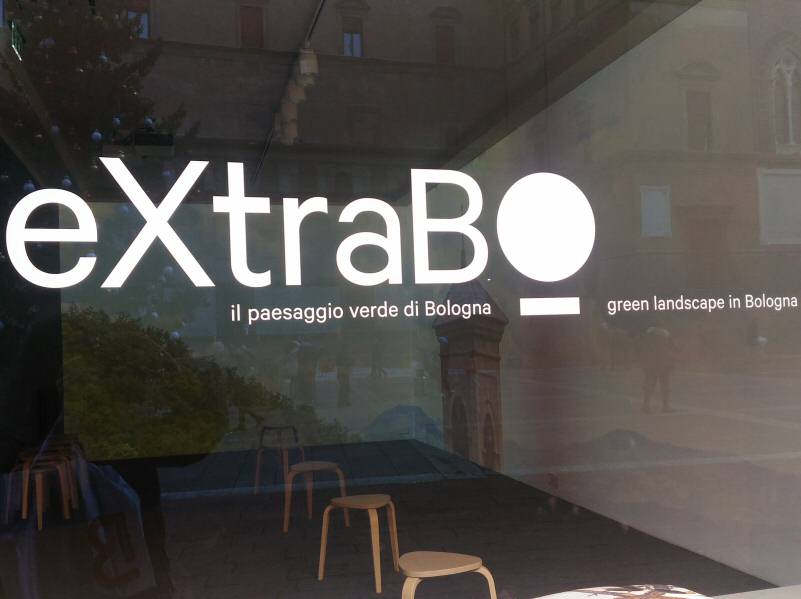 eXtraBO
il paesaggio verde di Bologna
green landscape in Bologna